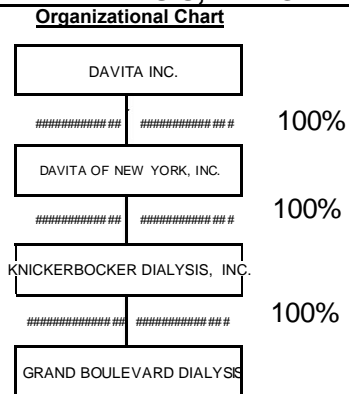 Organizational Chart
DAVITA INC.
############## ############### 100%
DAVITA OF NEW YORK, INC.
############## ############### 100%
KNICKERBOCKER DIALYSIS, INC.
################ ############### 100%
GRAND BOULEVARD DIALYSIS